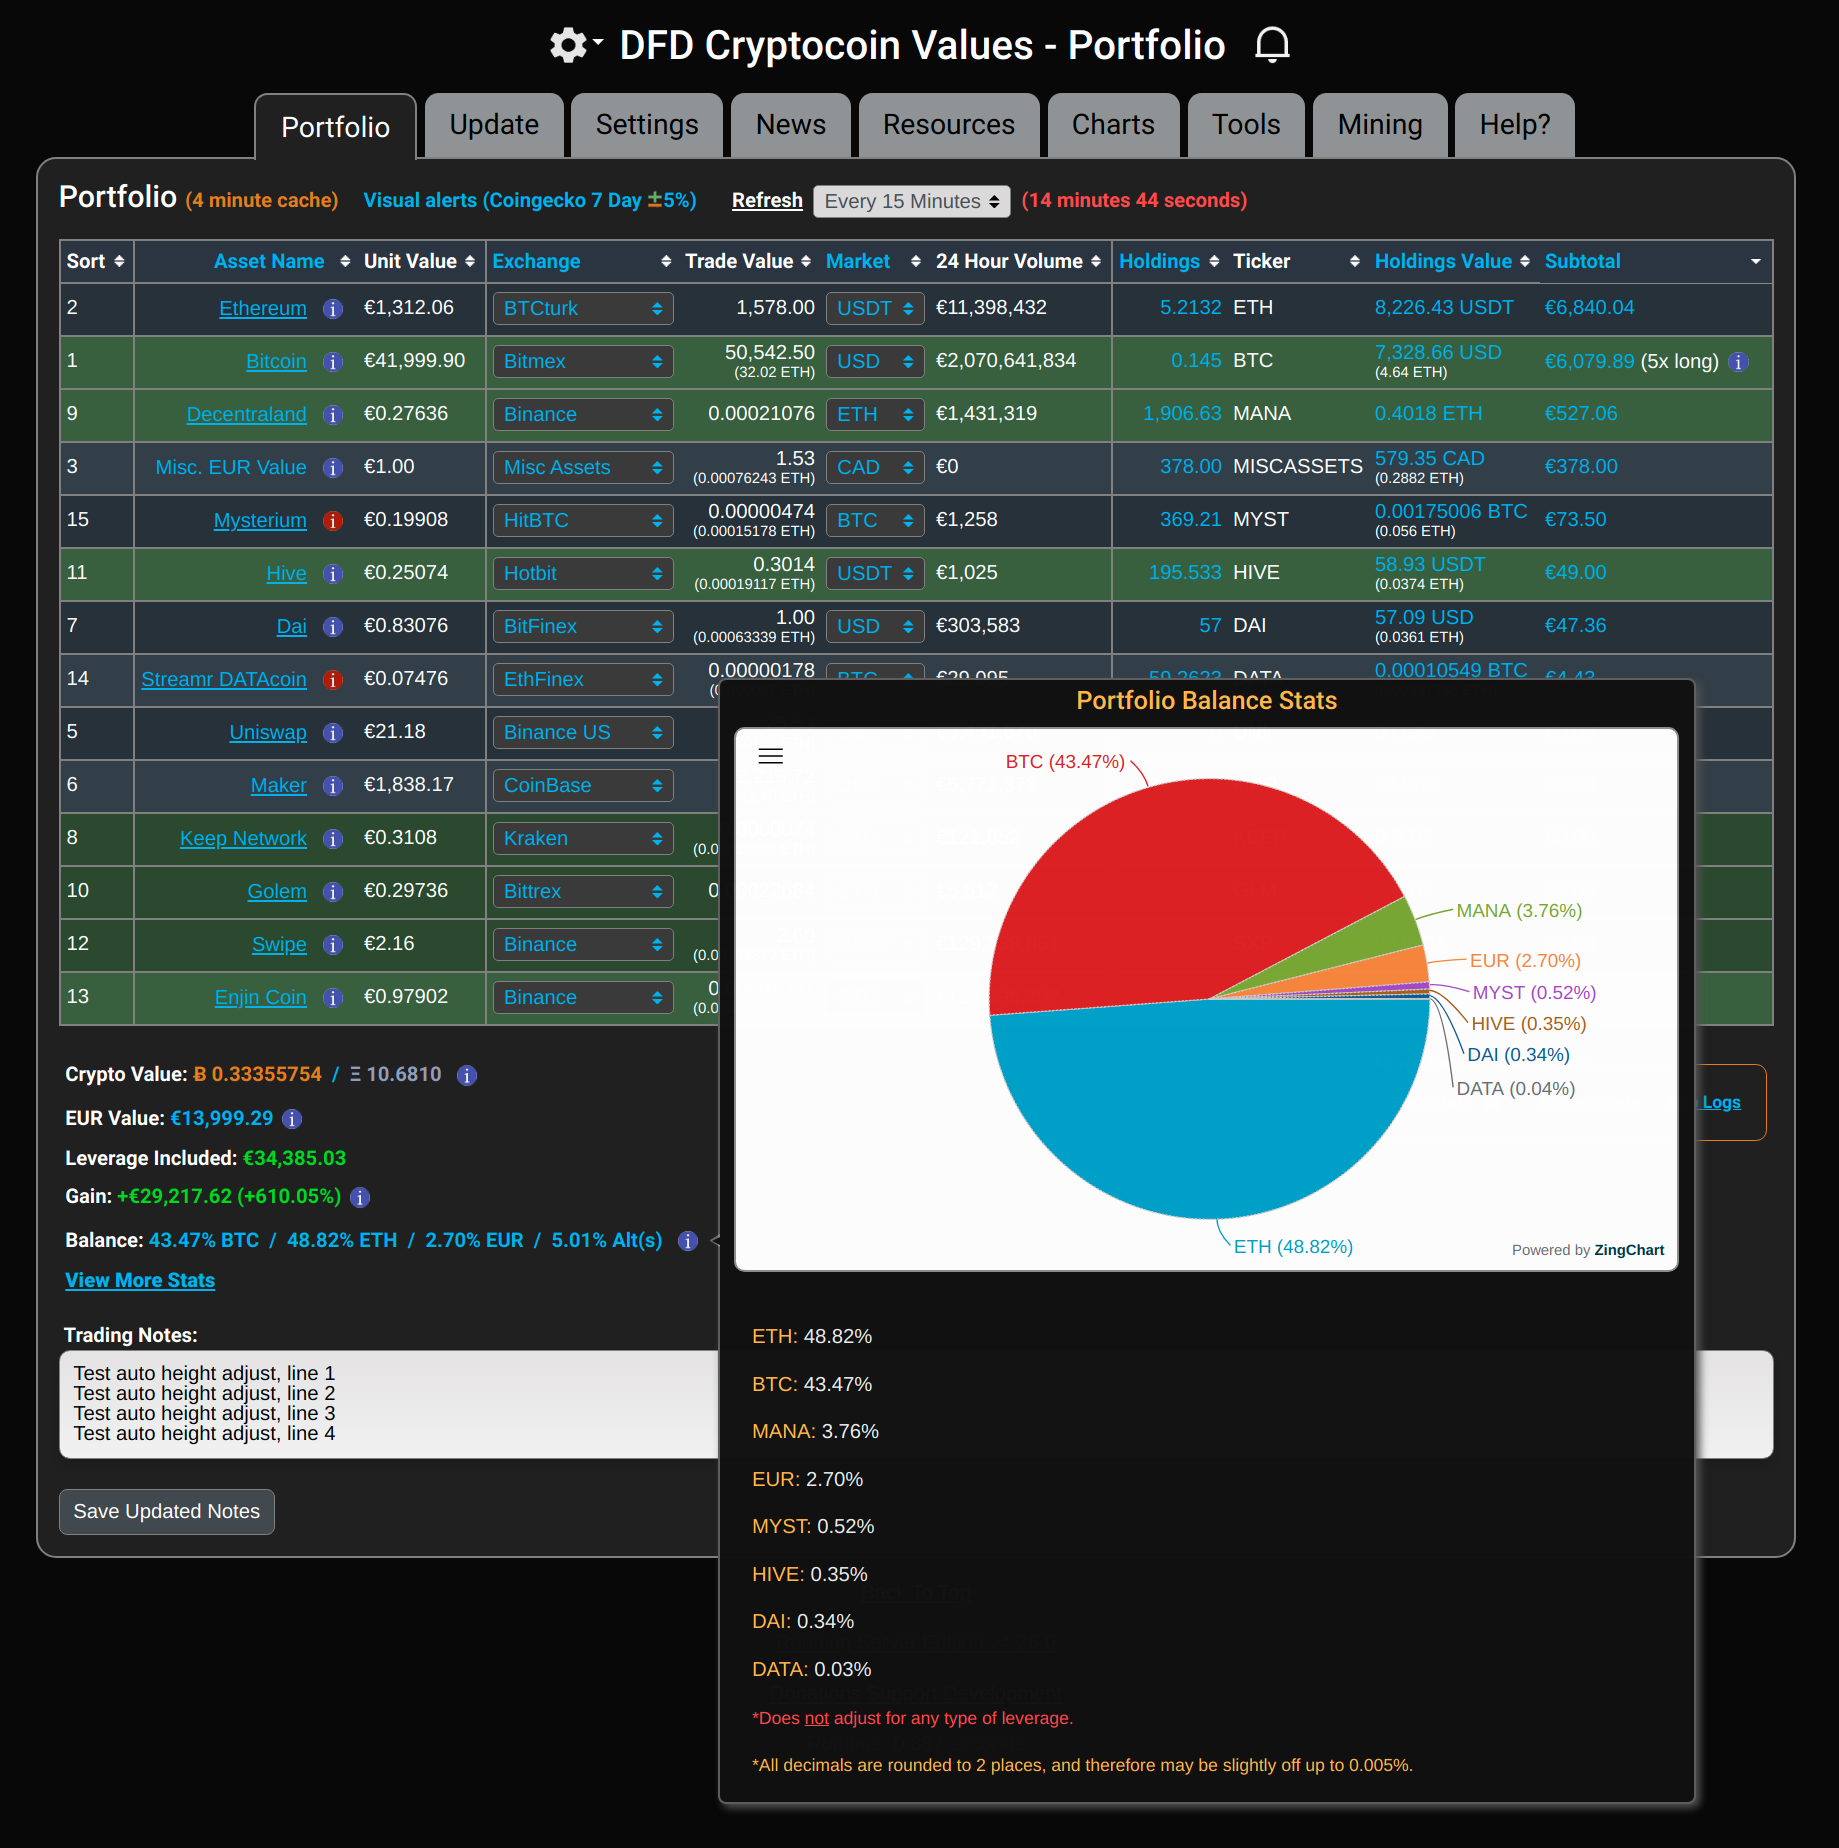 DFD Cryptocoin Values - Portfolio
Portfolio Update Settings News Resources Charts Tools Mining Help?
Portfolio (4 minute cache) Visual alerts (Coingecko 7 Day ±5%) Refresh Every 15 Minutes (14 minutes 44 seconds)
Sort Asset Name Unit Value Exchange Trade Value Market 24 Hour Volume Holdings Ticker Holdings Value Subtotal
2 Ethereum i €1,312.06 BTCturk 1,578.00 USDT €11,398,432 5.2132 ETH 8,226.43 USDT €6,840.04
1 Bitcoin i €41,999.90 Bitmex 50,542.50 USD €2,070,641,834 0.145 BTC 7,328.66 USD €6,079.89 (5x long) i
(32.02 ETH) (4.64 ETH)
9 Decentraland i €0.27636 Binance 0.00021076 ETH €1,431,319 1,906.63 MANA 0.4018 ETH €527.06
3 Misc. EUR Value i €1.00 Misc Assets 1.53 CAD €0 378.00 MISCASSETS 579.35 CAD €378.00
(0.00076243 ETH) (0.2882 ETH)
15 Mysterium i €0.19908 HitBTC 0.00000474 BTC €1,258 369.21 MYST 0.00175006 BTC €73.50
(0.00015178 ETH) (0.056 ETH)
11 Hive i €0.25074 Hotbit 0.3014 USDT €1,025 195.533 HIVE 58.93 USDT €49.00
(0.00019117 ETH) (0.0374 ETH)
7 Dai i €0.83076 BitFinex 1.00 USD €303,583 57 DAI 57.09 USD €47.36
(0.00063339 ETH) (0.0361 ETH)
14 Streamr DATAcoin i €0.07476 EthFinex 0.00000178 BTC €29,095 59.2623 DATA 0.00010549 BTC €4.43
5 Uniswap i €21.18 Binance US
6 Maker i €1,838.17 CoinBase
8 Keep Network i €0.3108 Kraken
(0.0
10 Golem i €0.29736 Bittrex 0
12 Swipe i €2.16 Binance
(0.0
13 Enjin Coin i €0.97902 Binance 0
(0.0
Crypto Value: Ƀ 0.33355754 / Ξ 10.6810 i
EUR Value: €13,999.29 i
Leverage Included: €34,385.03
Gain: +€29,217.62 (+610.05%) i
Balance: 43.47% BTC / 48.82% ETH / 2.70% EUR / 5.01% Alt(s) i
View More Stats
Logs
Trading Notes:
Test auto height adjust, line 1
Test auto height adjust, line 2
Test auto height adjust, line 3
Test auto height adjust, line 4
Save Updated Notes
Portfolio Balance Stats
BTC (43.47%)
MANA (3.76%)
EUR (2.70%)
MYST (0.52%)
HIVE (0.35%)
DAI (0.34%)
DATA (0.04%)
ETH (48.82%)
Powered by ZingChart
ETH: 48.82%
BTC: 43.47%
MANA: 3.76%
EUR: 2.70%
MYST: 0.52%
HIVE: 0.35%
DAI: 0.34%
DATA: 0.03%
*Does not adjust for any type of leverage.
*All decimals are rounded to 2 places, and therefore may be slightly off up to 0.005%.